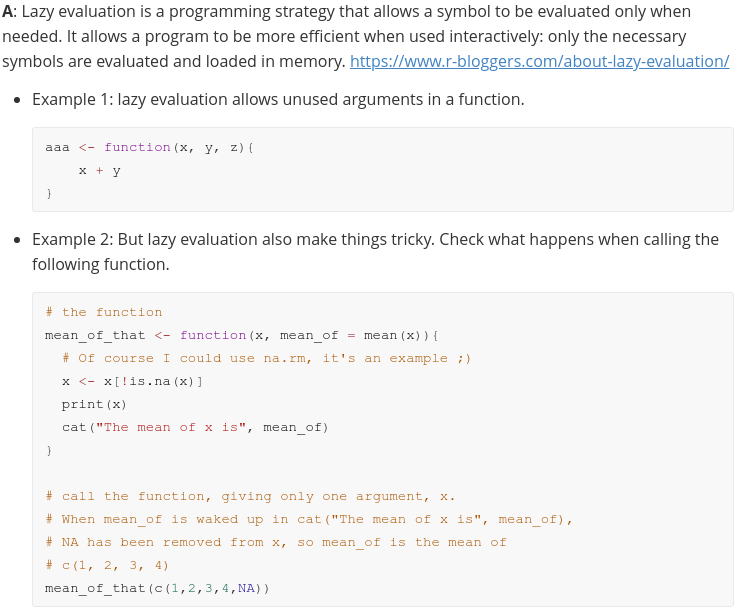 A: Lazy evaluation is a programming strategy that allows a symbol to be evaluated only when
needed. It allows a program to be more efficient when used interactively: only the necessary
symbols are evaluated and loaded in memory. https://www.r-bloggers.com/about-lazy-evaluation/
• Example 1: lazy evaluation allows unused arguments in a function.
aaa <- function(x, y, z){
    x + y
}
• Example 2: But lazy evaluation also make things tricky. Check what happens when calling the
following function.
# the function
mean_of_that <- function(x, mean_of = mean(x)){
  # Of course I could use na.rm, it's an example ;)
  x <- x[!is.na(x)]
  print(x)
  cat("The mean of x is", mean_of)
}
# call the function, giving only one argument, x.
# When mean_of is waked up in cat("The mean of x is", mean_of),
# NA has been removed from x, so mean_of is the mean of
# c(1, 2, 3, 4)
mean_of_that(c(1,2,3,4,NA))